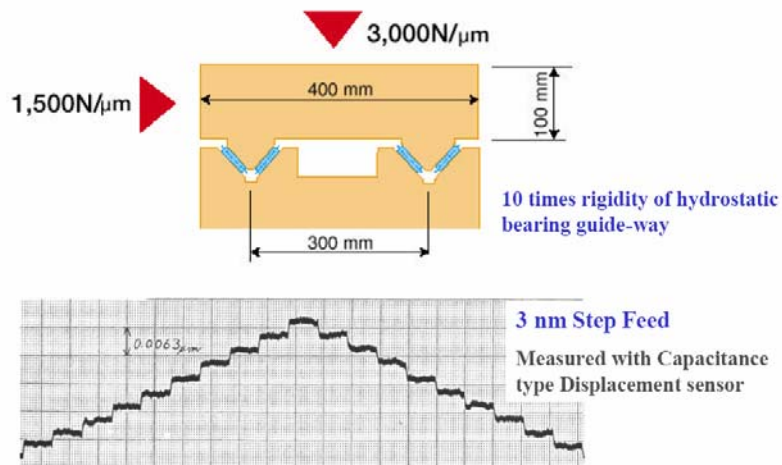 3,000N/μm
1,500N/μm
400 mm
100 mm
300 mm
10 times rigidity of hydrostatic
bearing guide-way
0.0063μm
3 nm Step Feed
Measured with Capacitance
type Displacement sensor